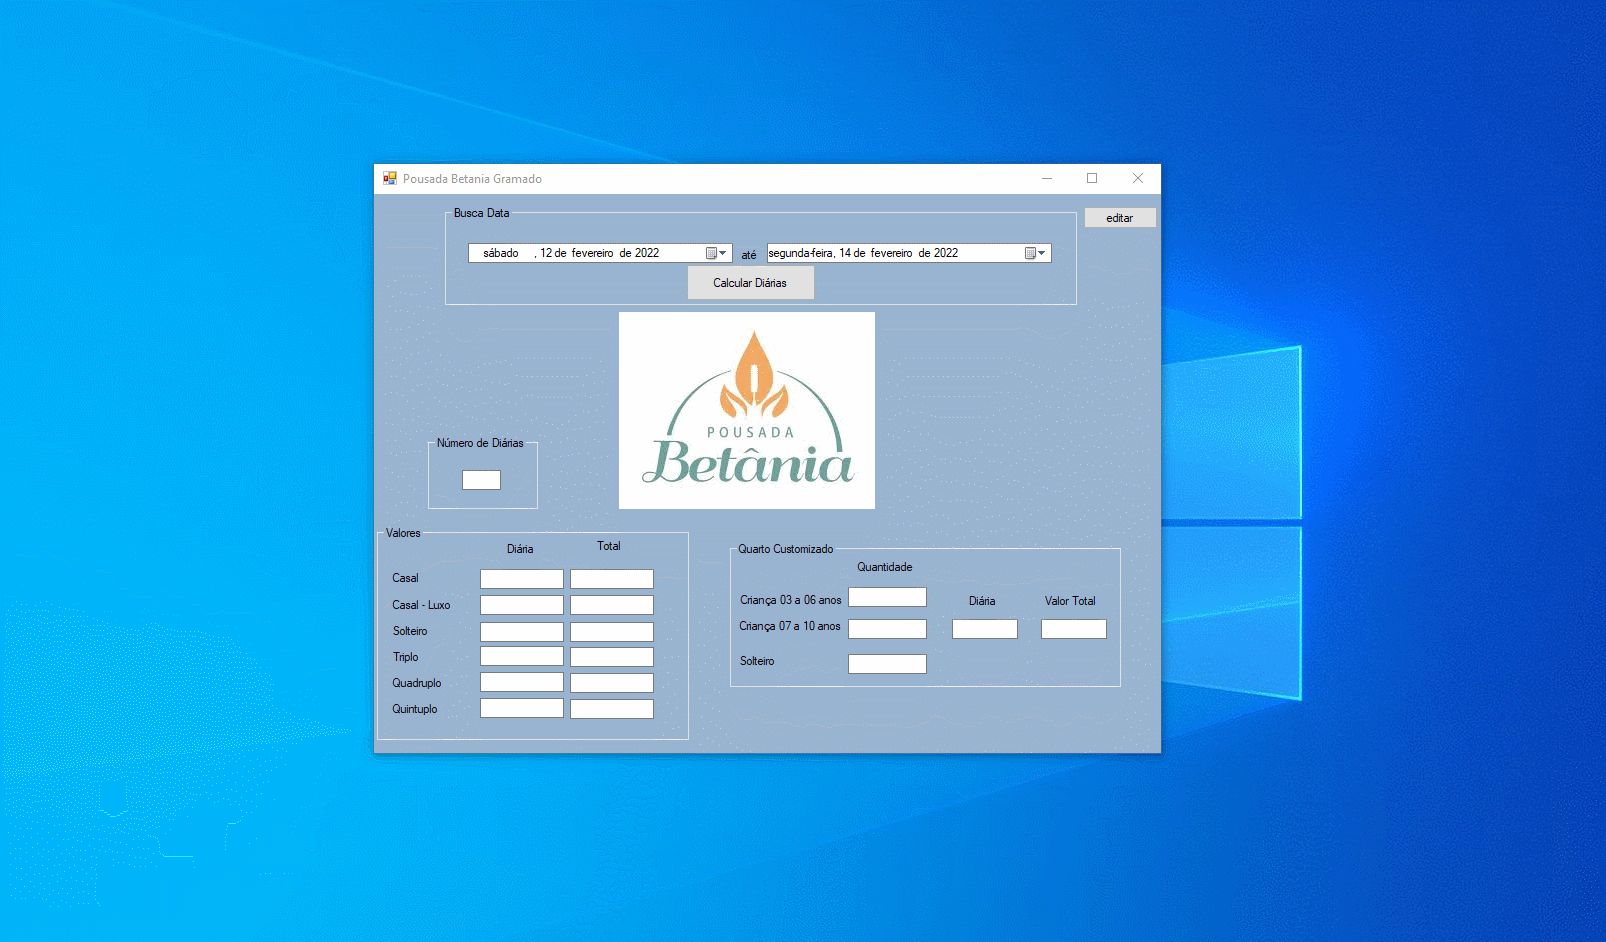 Pousada Betania Gramado
Busca Data
editar
sábado , 12 de fevereiro de 2022
até
segunda-feira, 14 de fevereiro de 2022
Calcular Diárias
POUSADA
Betânia
Número de Diárias
Valores
Diária
Total
Casal
Casal - Luxo
Solteiro
Triplo
Quadruplo
Quintuplo
Quarto Customizado
Quantidade
Criança 03 a 06 anos
Diária
Valor Total
Criança 07 a 10 anos
Solteiro